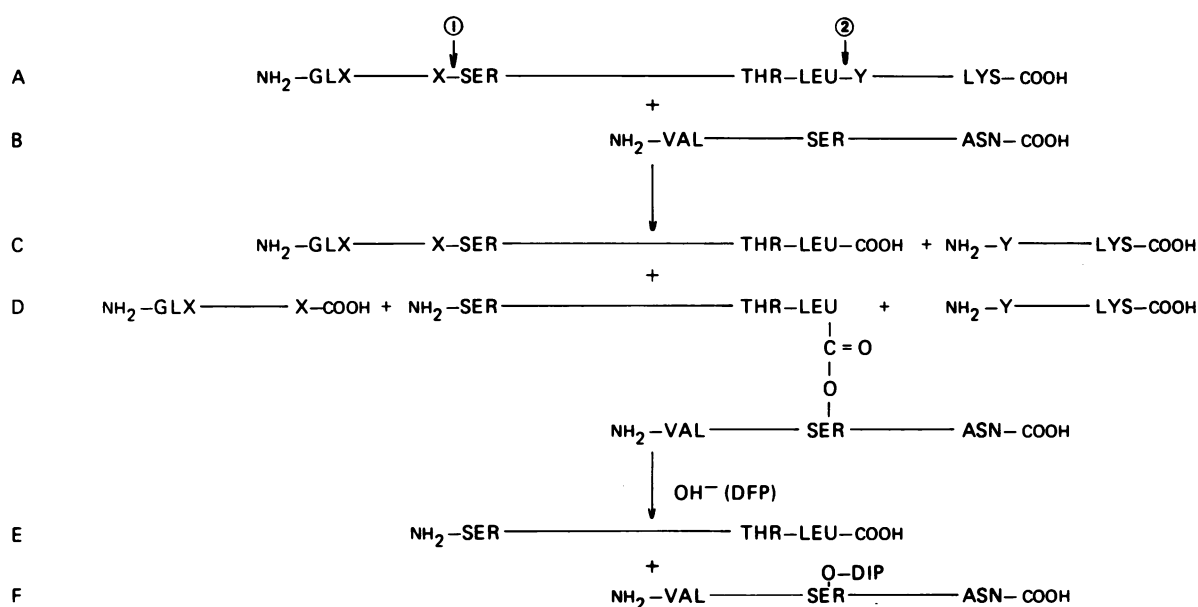 ① ②
A NH₂–GLX X–SER THR–LEU–Y LYS–COOH
+
B NH₂–VAL SER ASN–COOH
C NH₂–GLX X–SER THR–LEU–COOH + NH₂–Y LYS–COOH
+
D NH₂–GLX X–COOH + NH₂–SER THR–LEU + NH₂–Y LYS–COOH
C=O
O
NH₂–VAL SER ASN–COOH
OH⁻ (DFP)
E NH₂–SER THR–LEU–COOH
+
O–DIP
F NH₂–VAL SER ASN–COOH